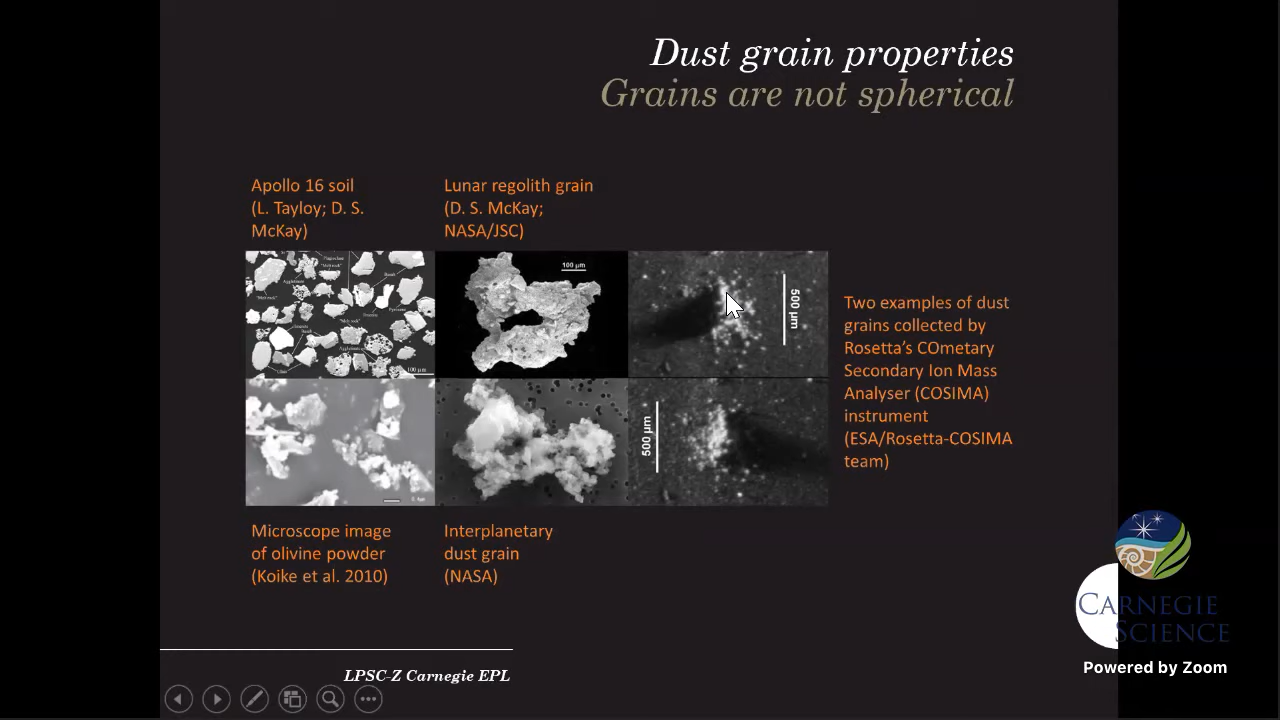 Dust grain properties
Grains are not spherical
Apollo 16 soil
(L. Tayloy; D. S.
McKay)
Lunar regolith grain
(D. S. McKay;
NASA/JSC)
100 µm
100 µm
500 µm
500 µm
Two examples of dust
grains collected by
Rosetta's COmetary
Secondary Ion Mass
Analyser (COSIMA)
instrument
(ESA/Rosetta-COSIMA
team)
Microscope image
of olivine powder
(Koike et al. 2010)
Interplanetary
dust grain
(NASA)
LPSC-Z Carnegie EPL
CARNEGIE
SCIENCE
Powered by Zoom